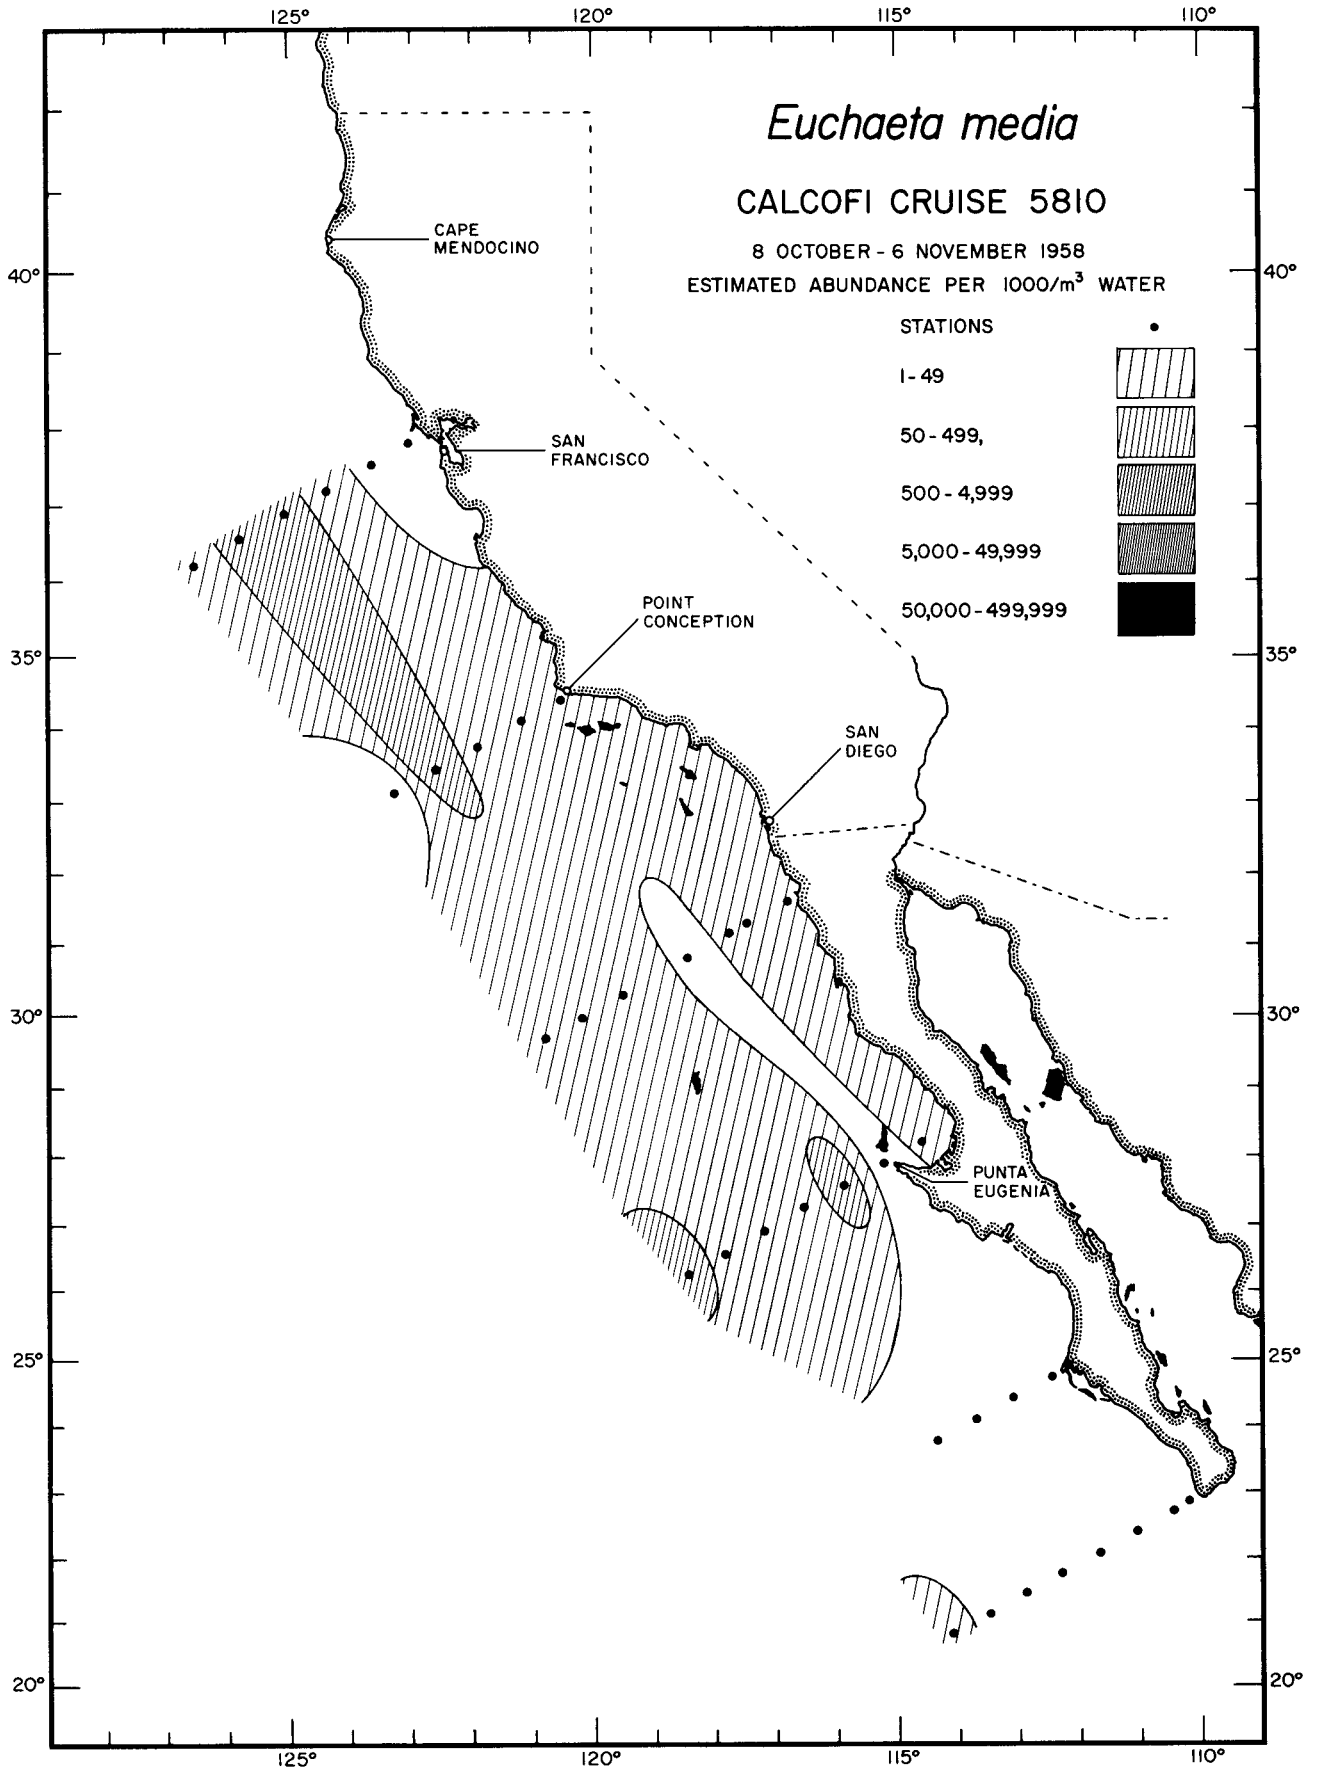 125° 120° 115° 110°
Euchaeta media
CALCOFI CRUISE 5810
8 OCTOBER - 6 NOVEMBER 1958
ESTIMATED ABUNDANCE PER 1000/m³ WATER
STATIONS
1-49
50-499,
500-4,999
5,000-49,999
50,000-499,999
CAPE
MENDOCINO
40° 40°
SAN
FRANCISCO
POINT
CONCEPTION
35° 35°
SAN
DIEGO
30° 30°
PUNTA
EUGENIA
25° 25°
20° 20°
125° 120° 115° 110°